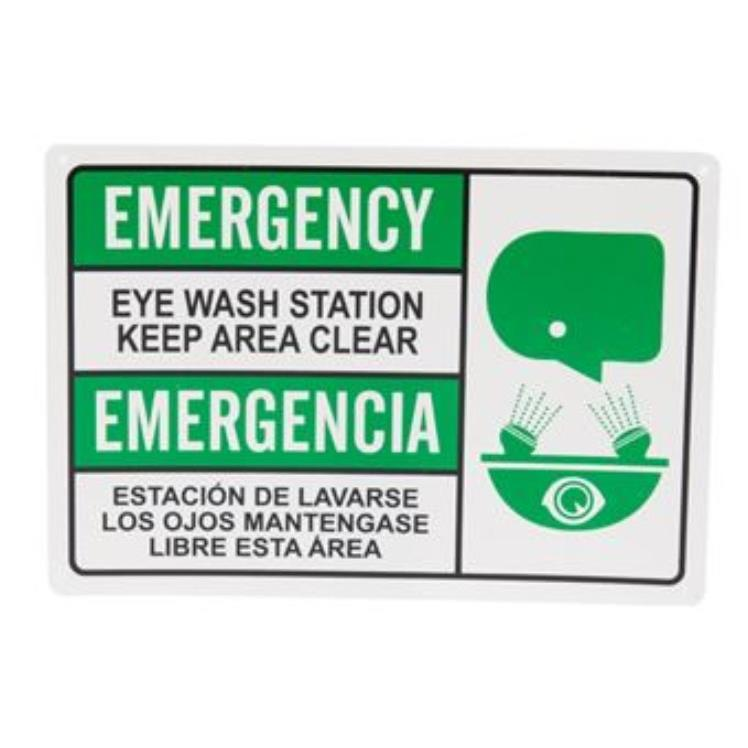 EMERGENCY
EYE WASH STATION
KEEP AREA CLEAR
EMERGENCIA
ESTACIÓN DE LAVARSE
LOS OJOS MANTENGASE
LIBRE ESTA ÁREA